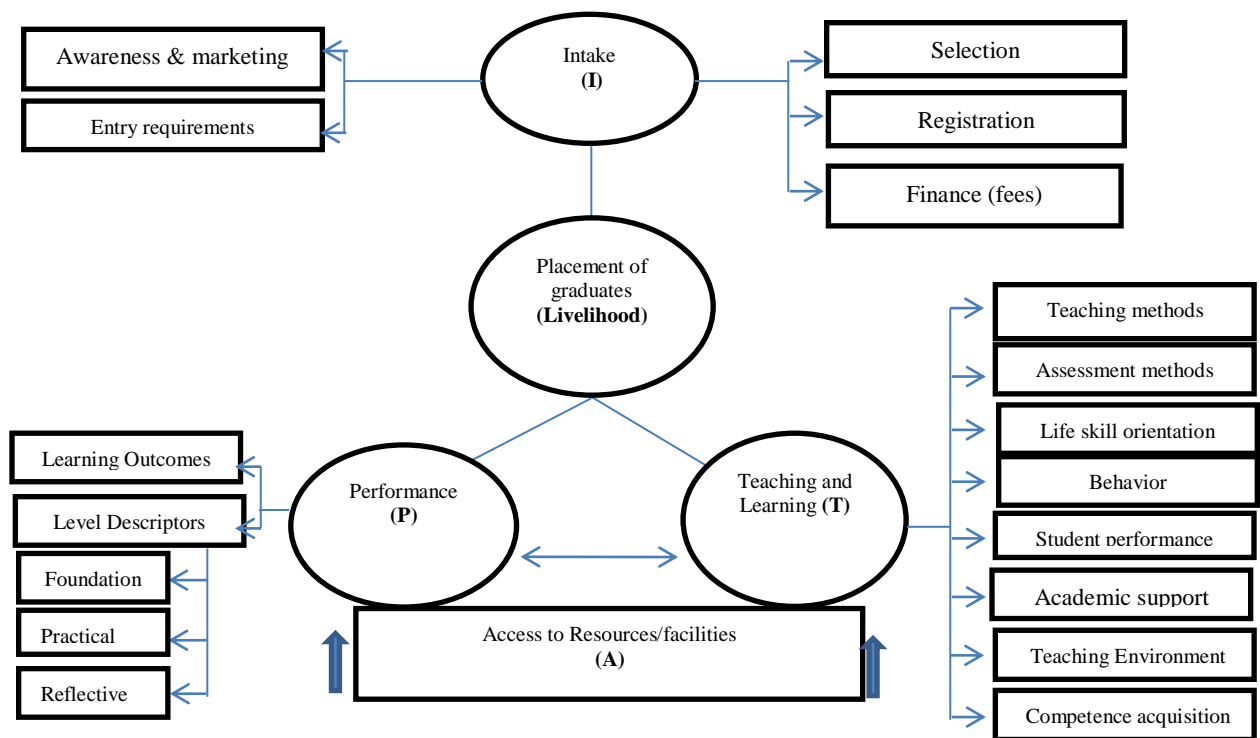 Awareness & marketing
Entry requirements
Intake
(I)
Selection
Registration
Finance (fees)
Placement of
graduates
(Livelihood)
Learning Outcomes
Level Descriptors
Foundation
Practical
Reflective
Performance
(P)
Teaching and
Learning (T)
Access to Resources/facilities
(A)
Teaching methods
Assessment methods
Life skill orientation
Behavior
Student performance
Academic support
Teaching Environment
Competence acquisition